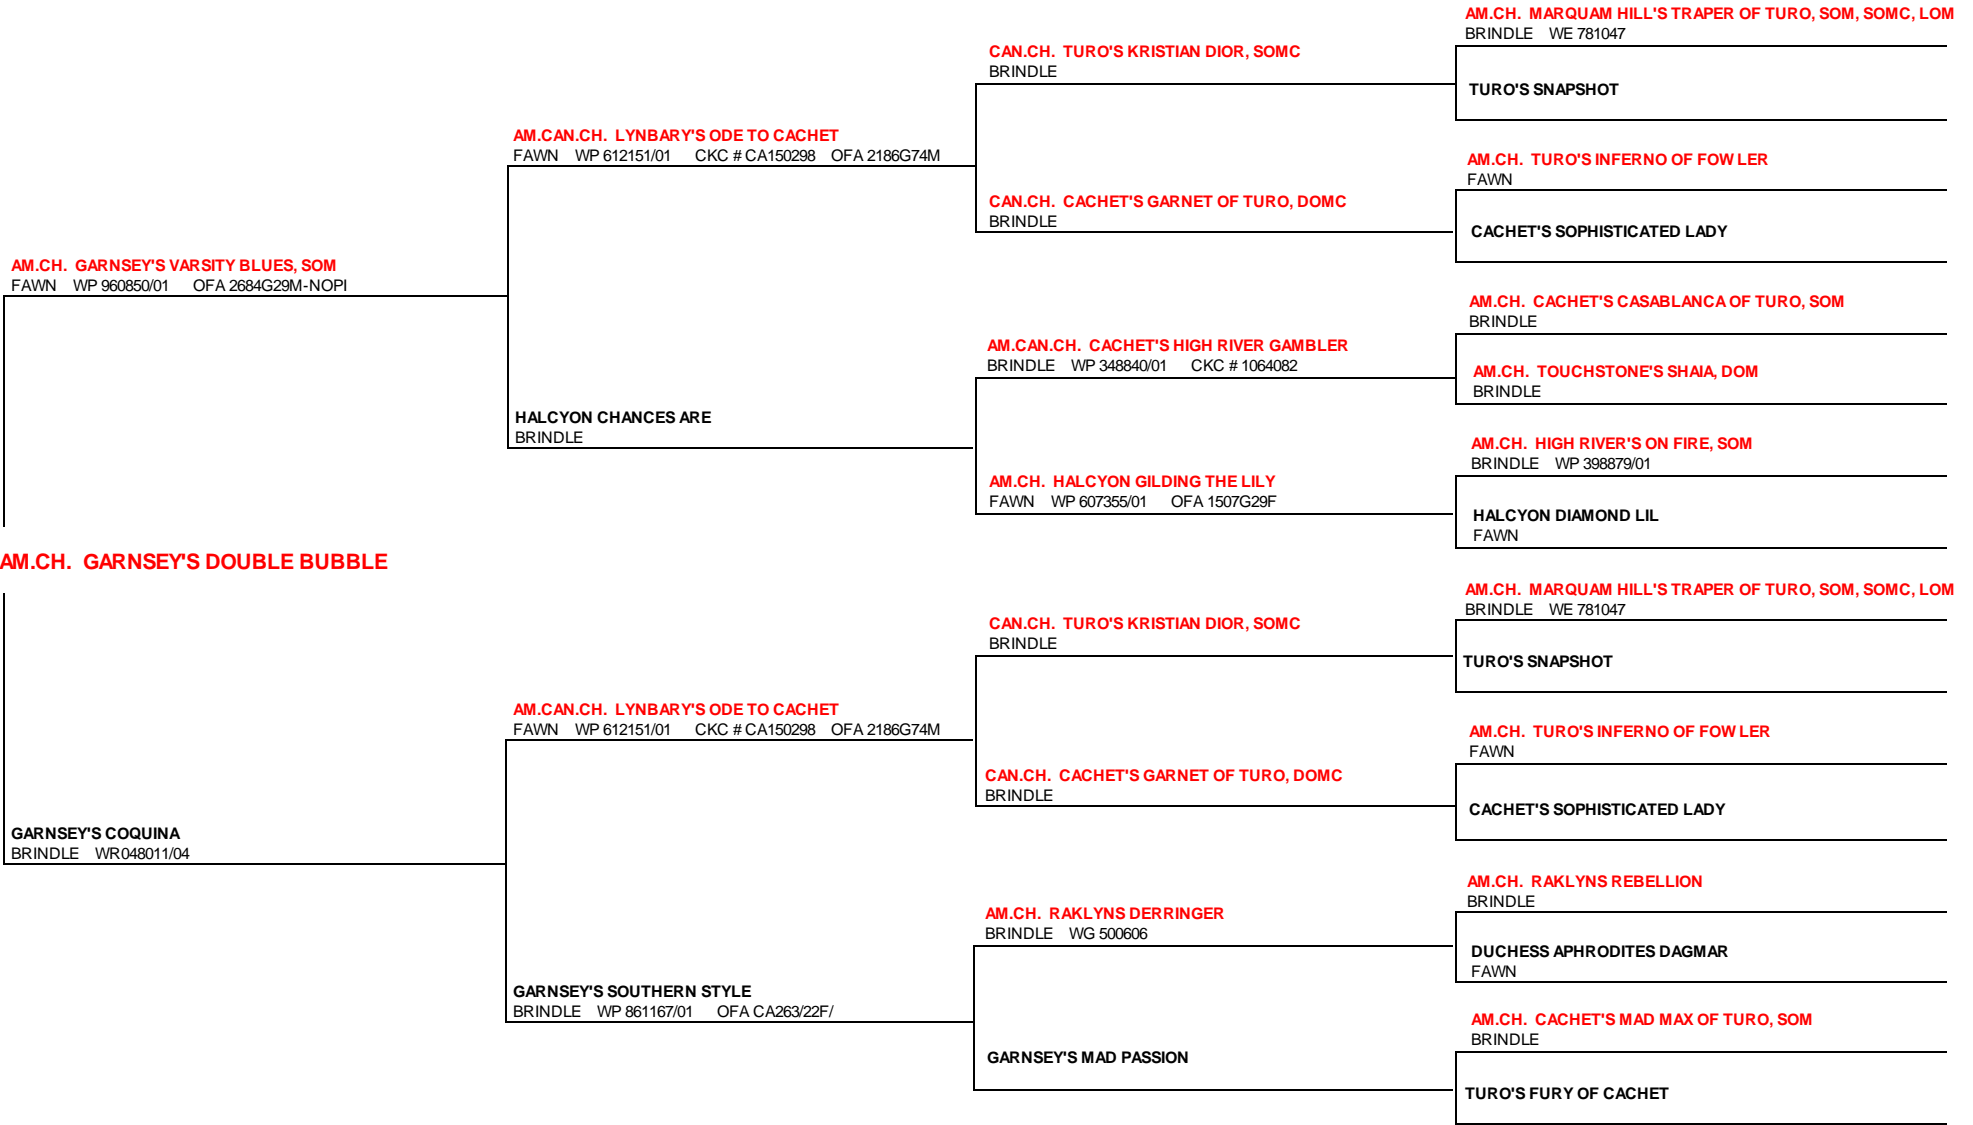 AM.CH. MARQUAM HILL'S TRAPER OF TURO, SOM, SOMC, LOM
BRINDLE WE 781047
CAN.CH. TURO'S KRISTIAN DIOR, SOMC
BRINDLE
TURO'S SNAPSHOT
AM.CAN.CH. LYNBARY'S ODE TO CACHET
FAWN WP 612151/01 CKC # CA150298 OFA 2186G74M
AM.CH. TURO'S INFERNO OF FOWLER
FAWN
CAN.CH. CACHET'S GARNET OF TURO, DOMC
BRINDLE
CACHET'S SOPHISTICATED LADY
AM.CH. GARNSEY'S VARSITY BLUES, SOM
FAWN WP 960850/01 OFA 2684G29M-NOPI
AM.CH. CACHET'S CASABLANCA OF TURO, SOM
BRINDLE
AM.CAN.CH. CACHET'S HIGH RIVER GAMBLER
BRINDLE WP 348840/01 CKC # 1064082
AM.CH. TOUCHSTONE'S SHAIA, DOM
BRINDLE
HALCYON CHANCES ARE
BRINDLE
AM.CH. HIGH RIVER'S ON FIRE, SOM
BRINDLE WP 398879/01
AM.CH. HALCYON GILDING THE LILY
FAWN WP 607355/01 OFA 1507G29F
HALCYON DIAMOND LIL
FAWN
AM.CH. GARNSEY'S DOUBLE BUBBLE
AM.CH. MARQUAM HILL'S TRAPER OF TURO, SOM, SOMC, LOM
BRINDLE WE 781047
CAN.CH. TURO'S KRISTIAN DIOR, SOMC
BRINDLE
TURO'S SNAPSHOT
AM.CAN.CH. LYNBARY'S ODE TO CACHET
FAWN WP 612151/01 CKC # CA150298 OFA 2186G74M
AM.CH. TURO'S INFERNO OF FOWLER
FAWN
CAN.CH. CACHET'S GARNET OF TURO, DOMC
BRINDLE
CACHET'S SOPHISTICATED LADY
GARNSEY'S COQUINA
BRINDLE WR048011/04
AM.CH. RAKLYNS REBELLION
BRINDLE
AM.CH. RAKLYNS DERRINGER
BRINDLE WG 500606
DUCHESS APHRODITES DAGMAR
FAWN
GARNSEY'S SOUTHERN STYLE
BRINDLE WP 861167/01 OFA CA263/22F/
AM.CH. CACHET'S MAD MAX OF TURO, SOM
BRINDLE
GARNSEY'S MAD PASSION
TURO'S FURY OF CACHET